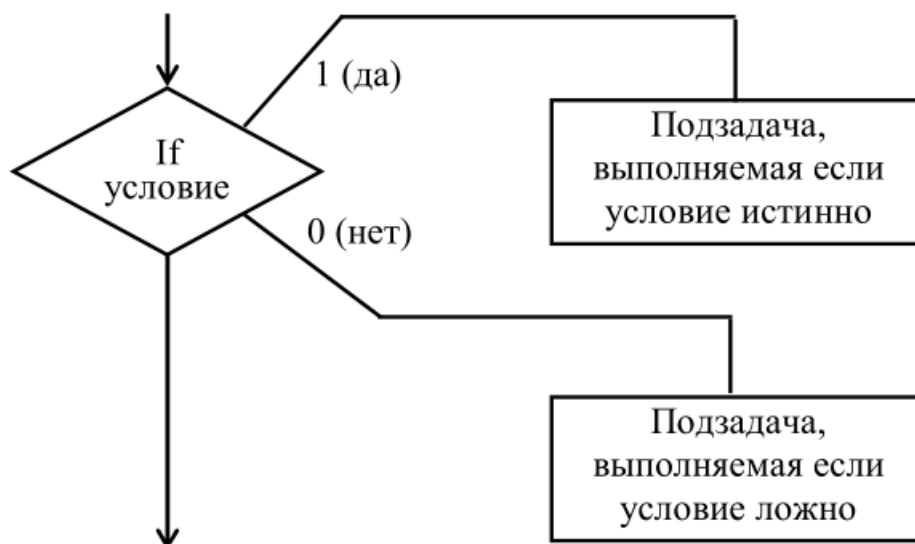 If
условие
1 (да)
Подзадача,
выполняемая если
условие истинно
0 (нет)
Подзадача,
выполняемая если
условие ложно